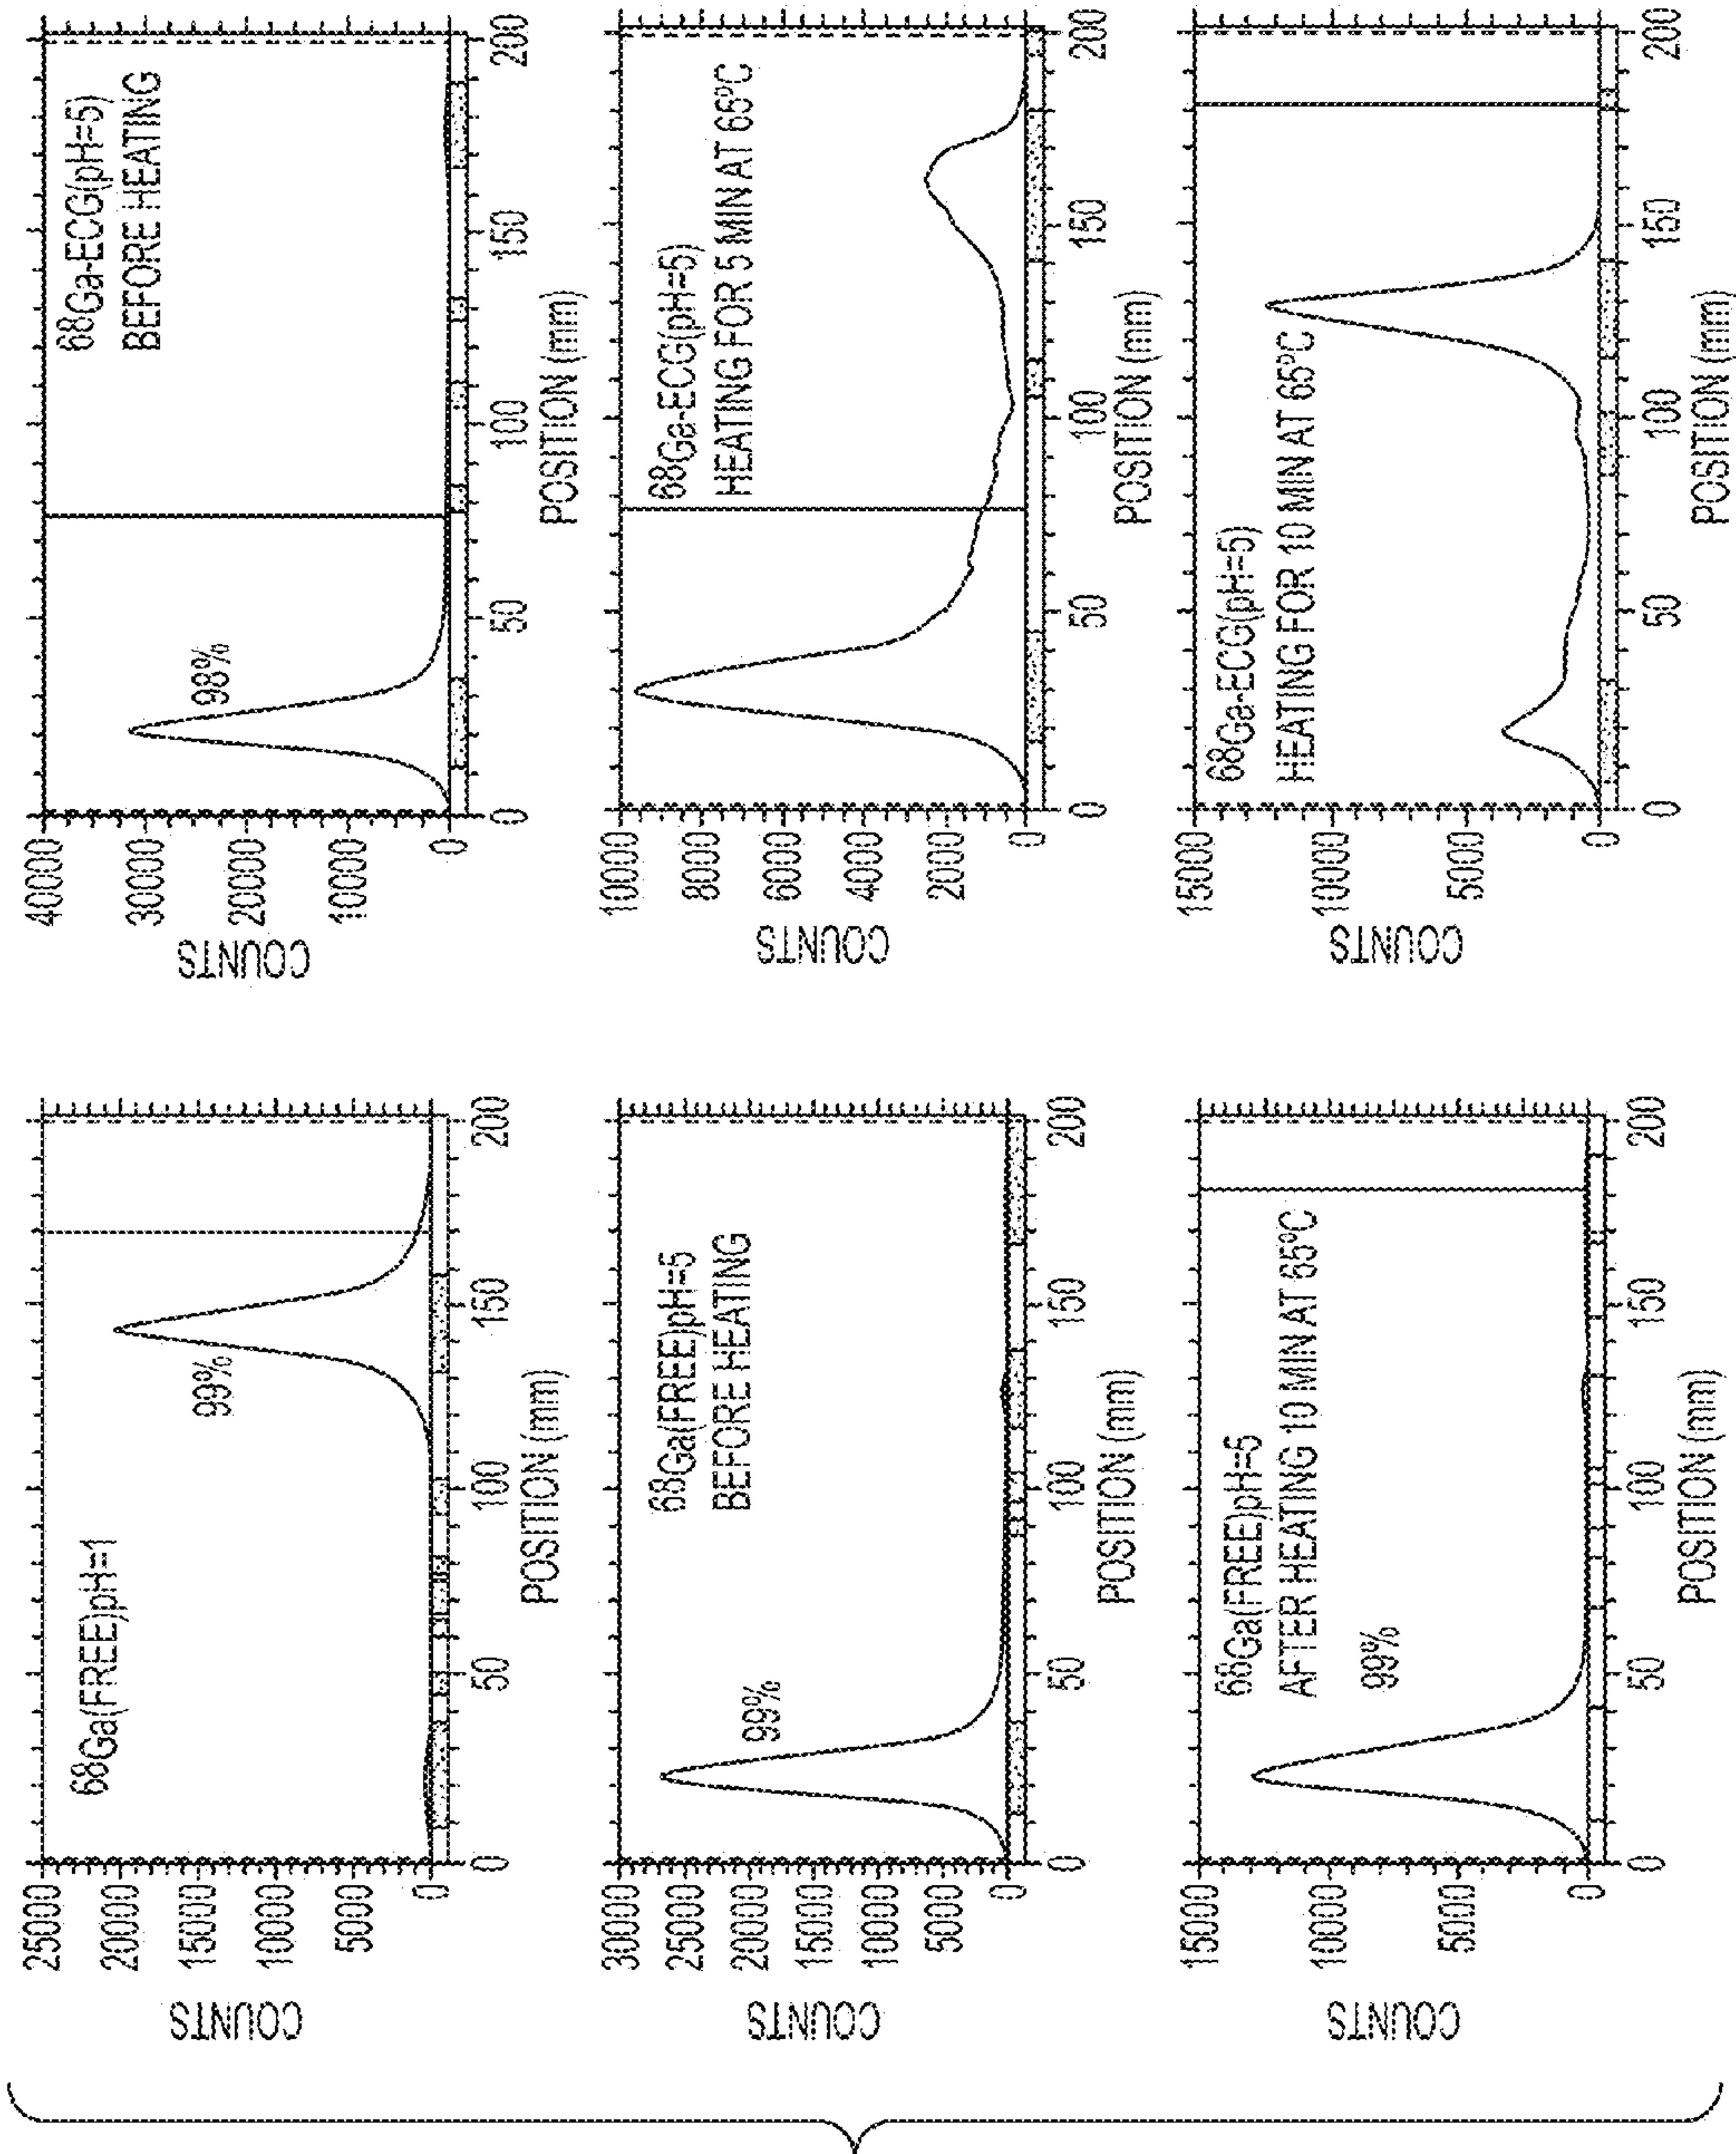 25000
20000
15000
10000
5000
0
COUNTS
68Ga(FREE)pH=1
99%
0 50 100 150 200
POSITION (mm)
40000
30000
20000
10000
0
COUNTS
68Ga-ECG(pH=5)
BEFORE HEATING
98%
0 50 100 150 200
POSITION (mm)
30000
25000
20000
15000
10000
5000
0
COUNTS
68Ga(FREE)pH=5
BEFORE HEATING
99%
0 50 100 150 200
POSITION (mm)
10000
8000
6000
4000
2000
0
COUNTS
68Ga-ECG(pH=5)
HEATING FOR 5 MIN AT 65ºC
0 50 100 150 200
POSITION (mm)
15000
10000
5000
0
COUNTS
68Ga(FREE)pH=5
AFTER HEATING 10 MIN AT 65ºC
99%
0 50 100 150 200
POSITION (mm)
15000
10000
5000
0
COUNTS
68Ga-ECG(pH=5)
HEATING FOR 10 MIN AT 65ºC
0 50 100 150 200
POSITION (mm)